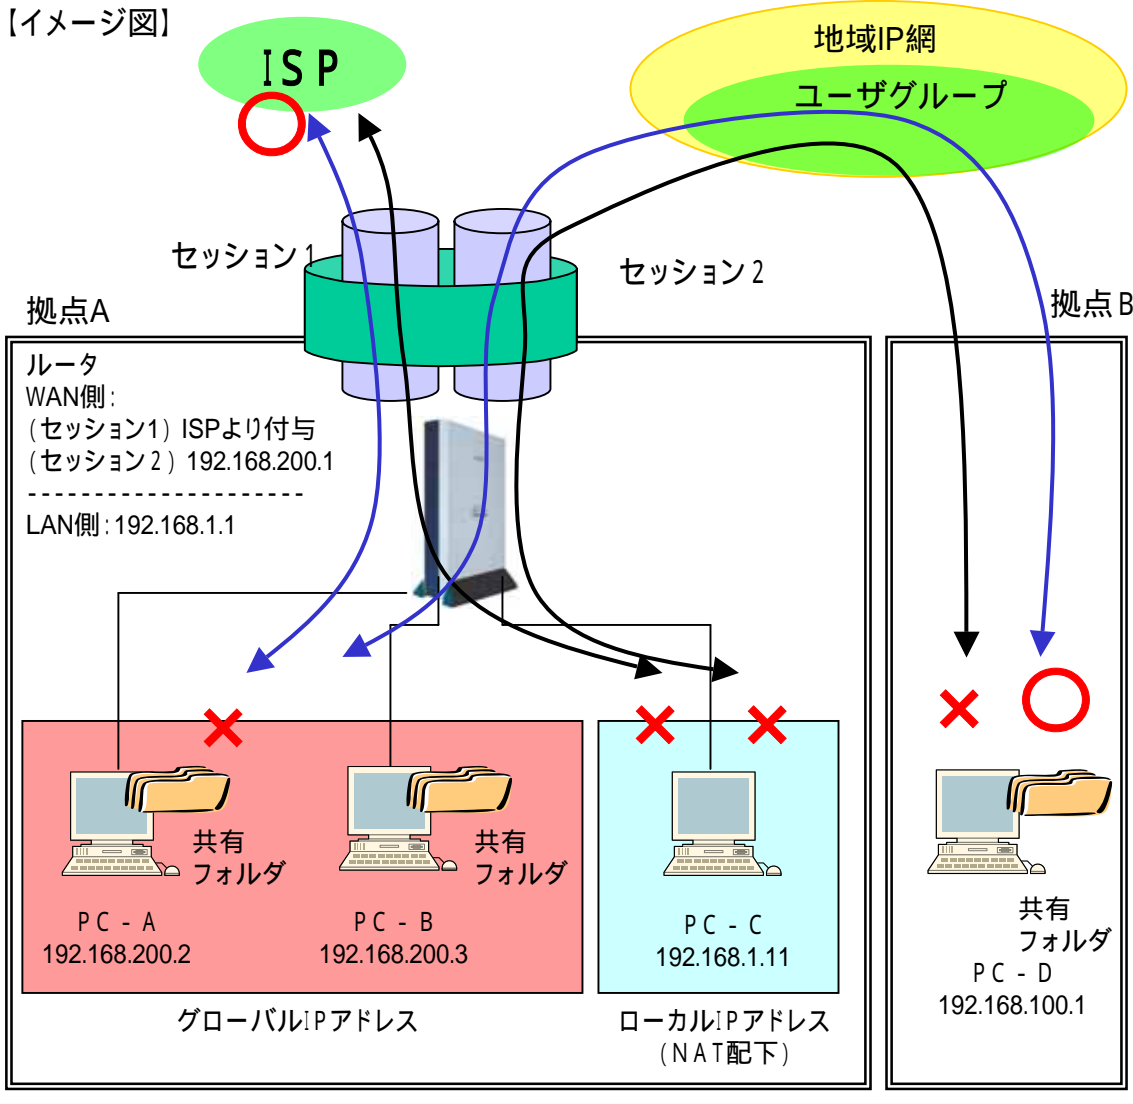 【イメージ図】
ISP
地域IP網
ユーザグループ
セッション1
セッション2
拠点A
拠点B
ルータ
WAN側:
(セッション1) ISPより付与
(セッション2) 192.168.200.1
---------------------
LAN側:192.168.1.1
共有
フォルダ
共有
フォルダ
PC-A
192.168.200.2
PC-B
192.168.200.3
PC-C
192.168.1.11
共有
フォルダ
PC-D
192.168.100.1
グローバルIPアドレス
ローカルIPアドレス
(NAT配下)